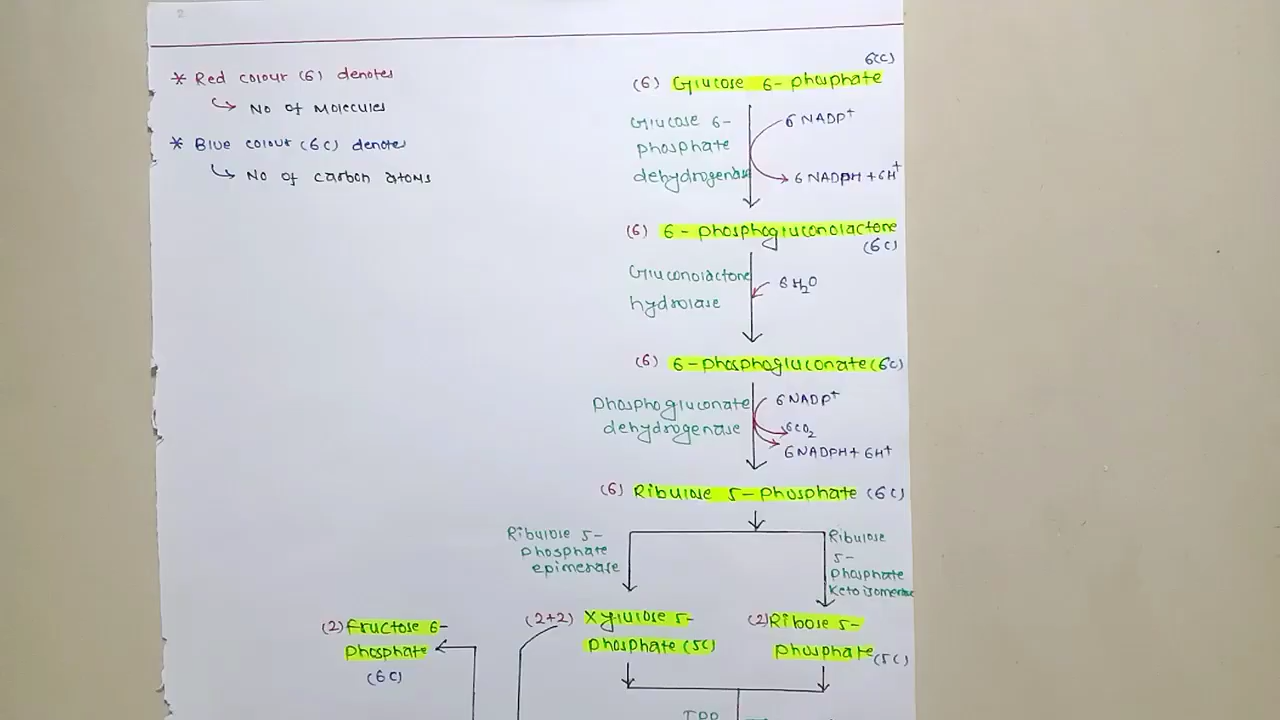 * Red colour (6) denotes
↳ No of Molecules
* Blue colour (6C) denotes
↳ No of carbon atoms
6(C)
(6) Glucose 6-phosphate
Glucose 6-
phosphate
dehydrogenase
6 NADP⁺
6 NADPH + 6H⁺
(6) 6-phosphogluconolactone
(6C)
Gluconolactone
hydrolase
6 H₂O
(6) 6-phosphogluconate (6C)
Phosphogluconate
dehydrogenase
6 NADP⁺
6CO₂
6NADPH + 6H⁺
(6) Ribulose 5-phosphate (6C)
Ribulose 5-
phosphate
epimerase
Ribulose
5-
phosphate
Ketoisomerase
(2) fructose 6-
phosphate
(6C)
(2+2) Xylulose 5-
phosphate (5C)
(2) Ribose 5-
phosphate (5C)
TPP